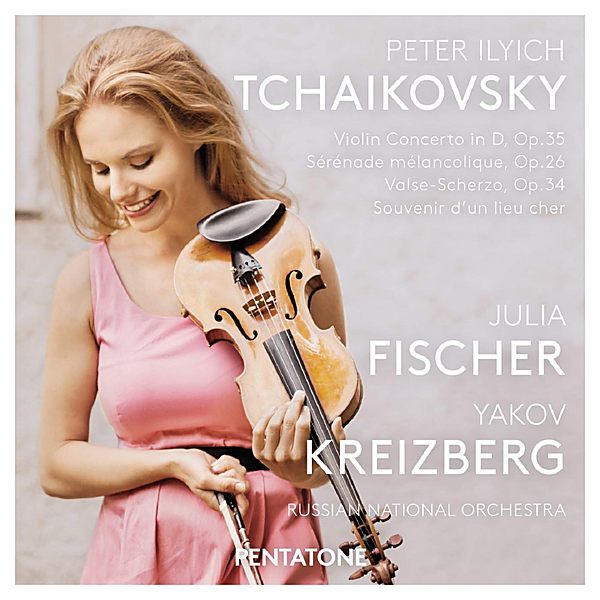 PETER ILYICH
TCHAIKOVSKY
Violin Concerto in D, Op.35
Sérénade mélancolique, Op.26
Valse-Scherzo, Op.34
Souvenir d'un lieu cher
JULIA
FISCHER
YAKOV
KREIZBERG
RUSSIAN NATIONAL ORCHESTRA
PENTATONE